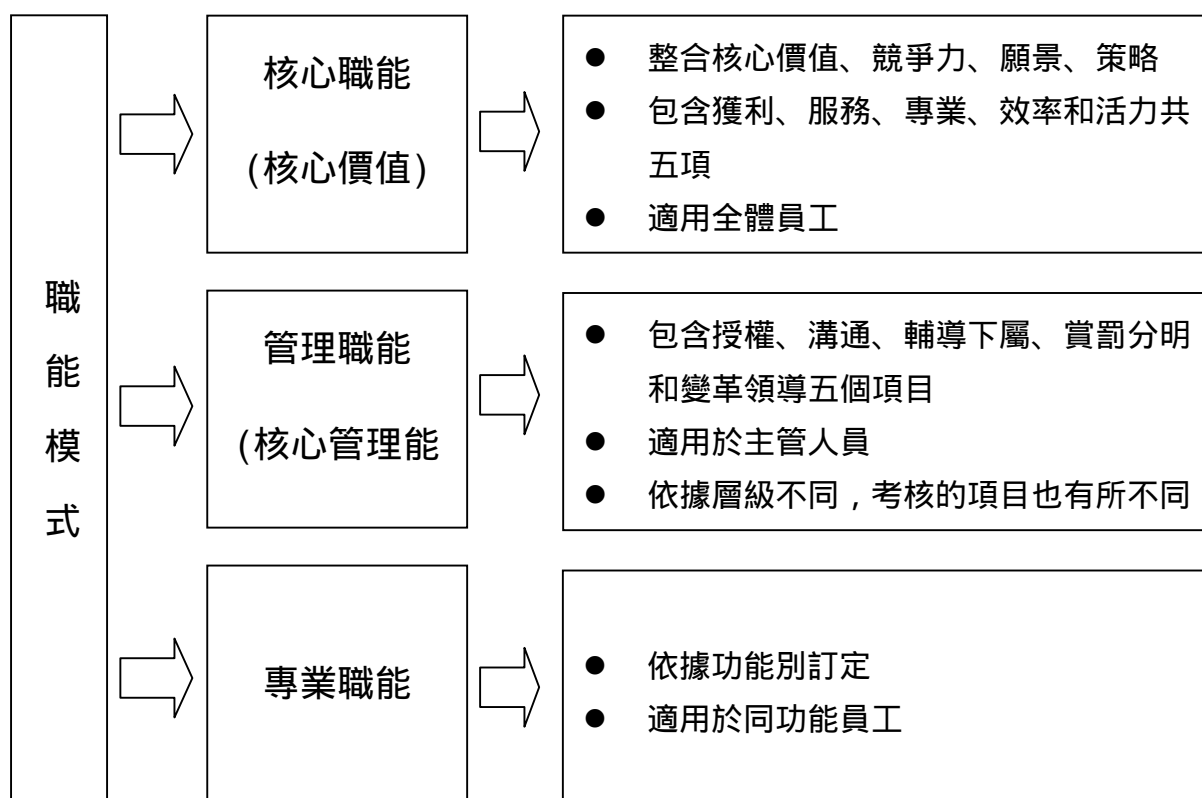 職
能
模
式
核心職能
(核心價值)
● 整合核心價值、競爭力、願景、策略
● 包含獲利、服務、專業、效率和活力共
五項
● 適用全體員工
管理職能
(核心管理能
● 包含授權、溝通、輔導下屬、賞罰分明
和變革領導五個項目
● 適用於主管人員
● 依據層級不同，考核的項目也有所不同
專業職能
● 依據功能別訂定
● 適用於同功能員工